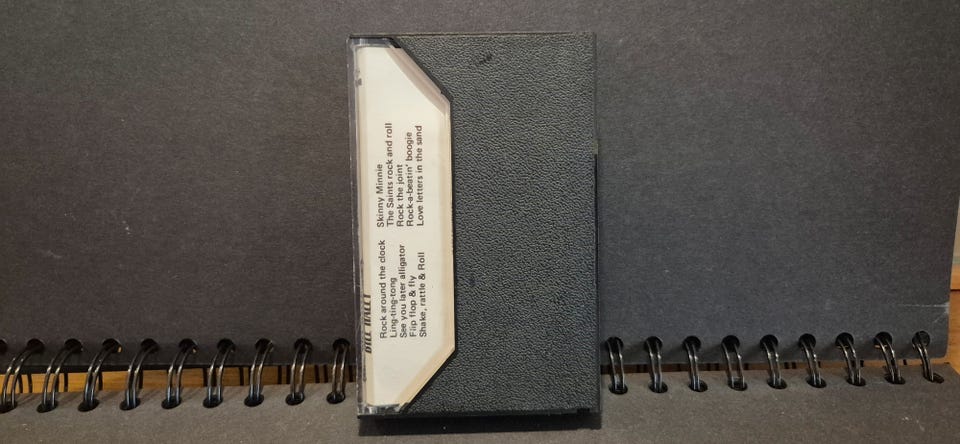 BILL HALEY
Rock around the clock
Ling-ting-tong
See you later alligator
Flip flop & fly
Shake, rattle & Roll
Skinny Minnie
The Saints rock and roll
Rock the joint
Rock-a-beatin' boogie
Love letters in the sand